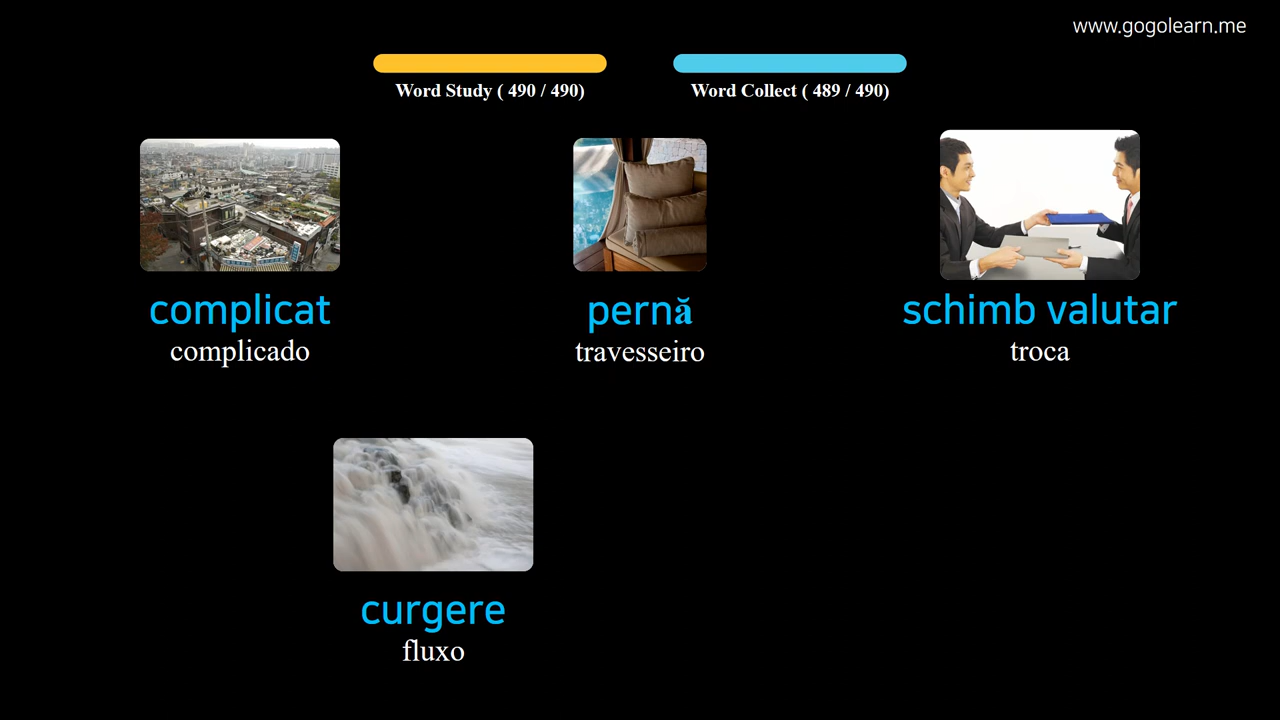 www.gogolearn.me
Word Study ( 490 / 490)
Word Collect ( 489 / 490)
complicat
complicado
pernă
travesseiro
schimb valutar
troca
curgere
fluxo